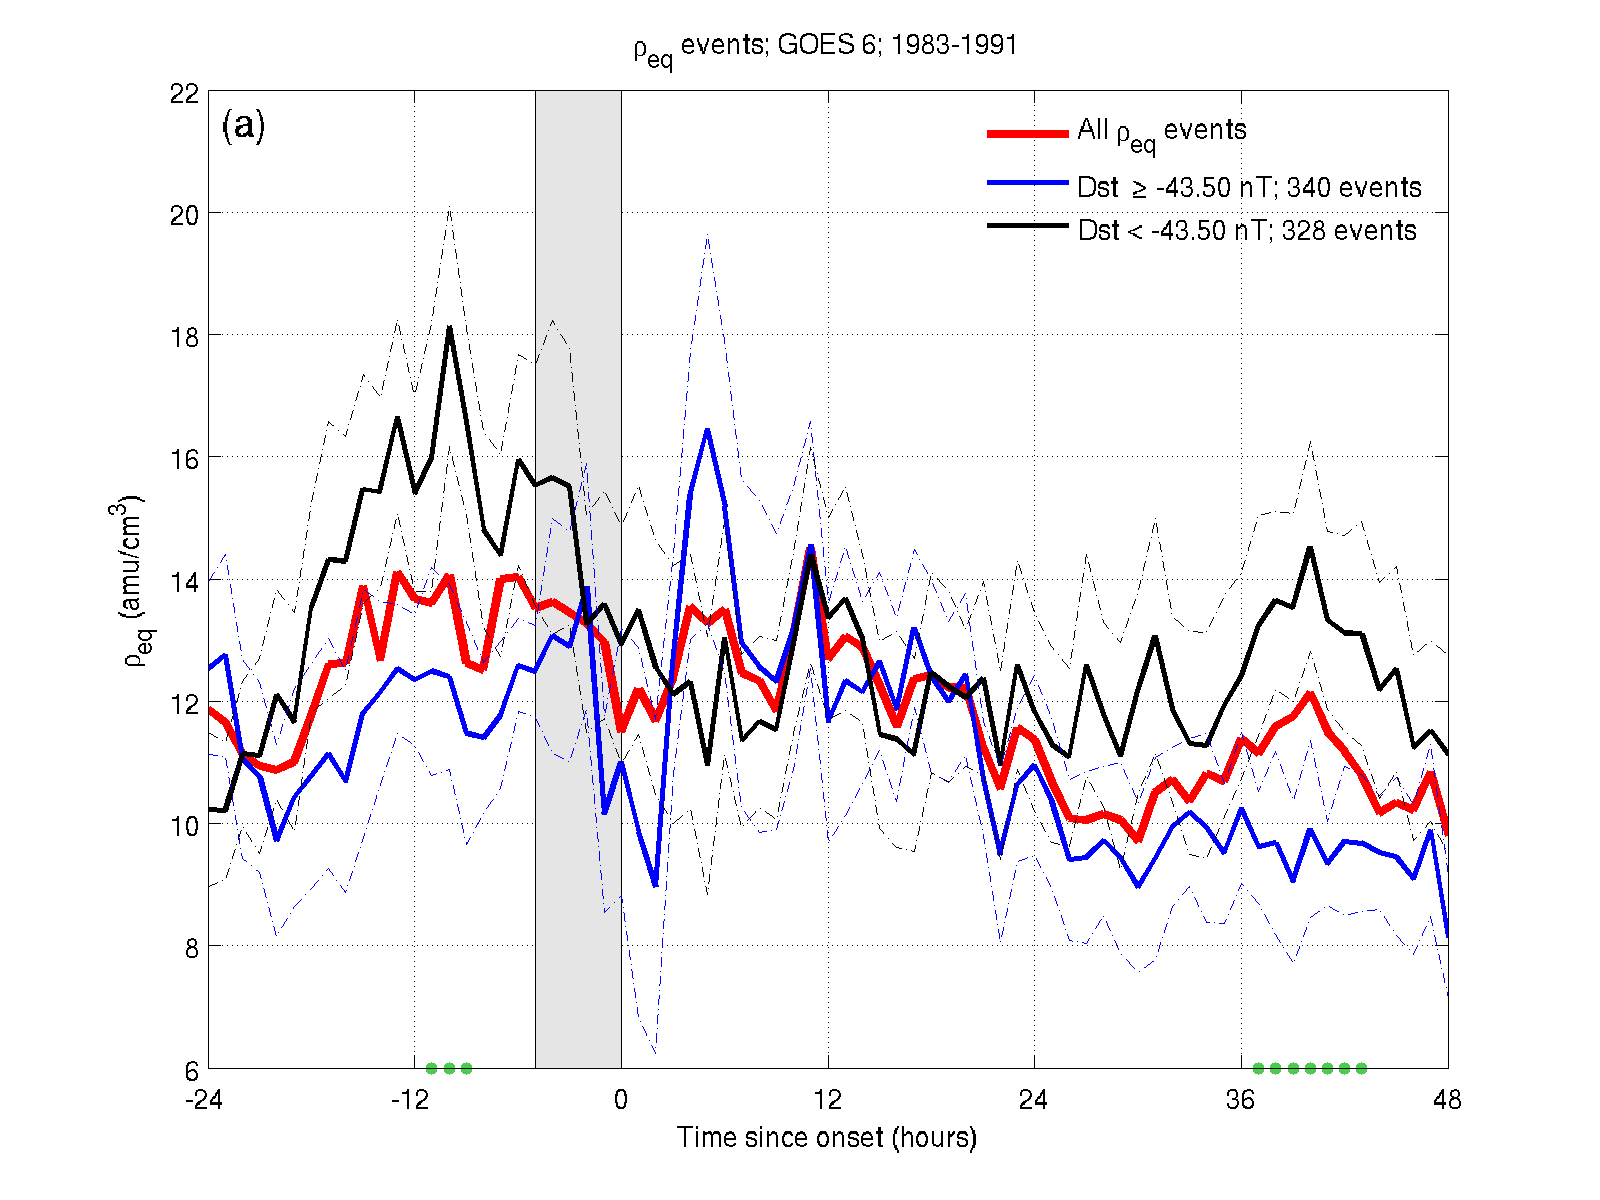 ρeq events; GOES 6; 1983-1991
(a)
All ρeq events
Dst ≥ -43.50 nT; 340 events
Dst < -43.50 nT; 328 events
22
20
18
16
14
12
10
8
6
ρeq (amu/cm³)
-24 -12 0 12 24 36 48
Time since onset (hours)